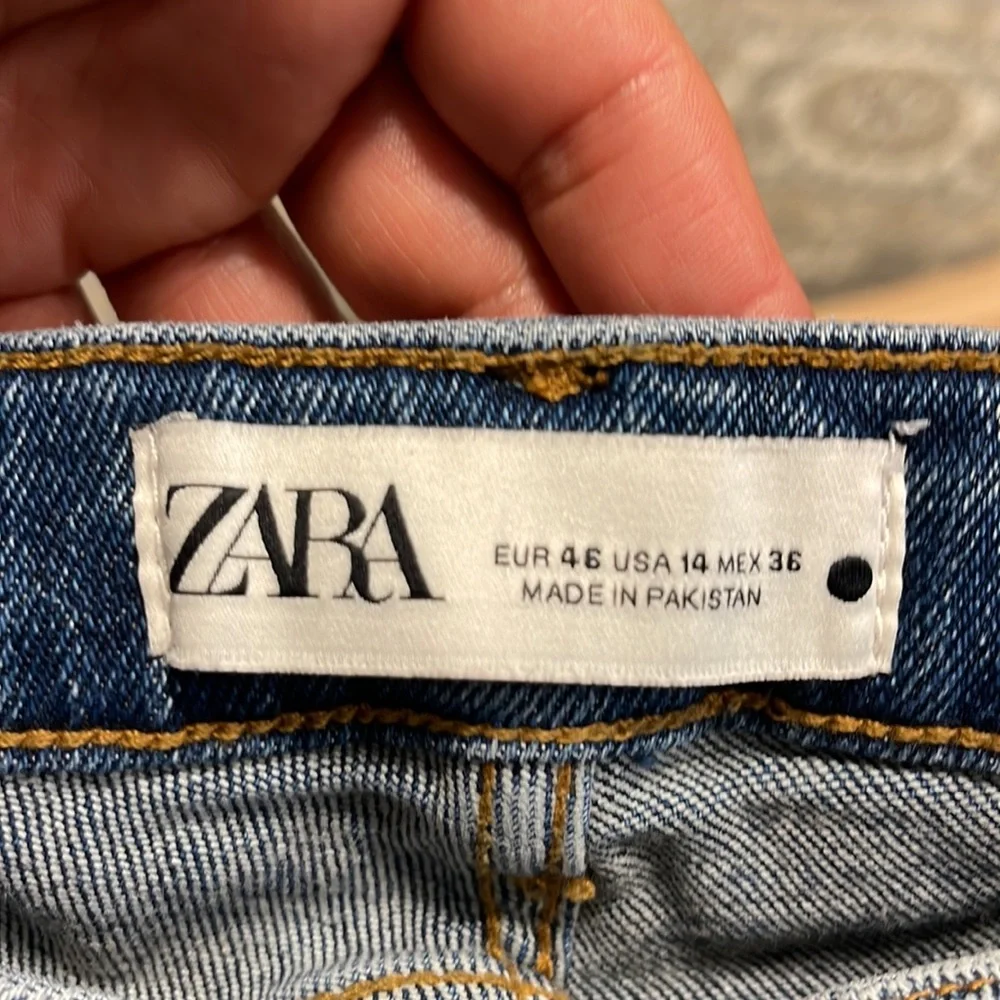 ZARA
EUR 46 USA 14 MEX 36
MADE IN PAKISTAN